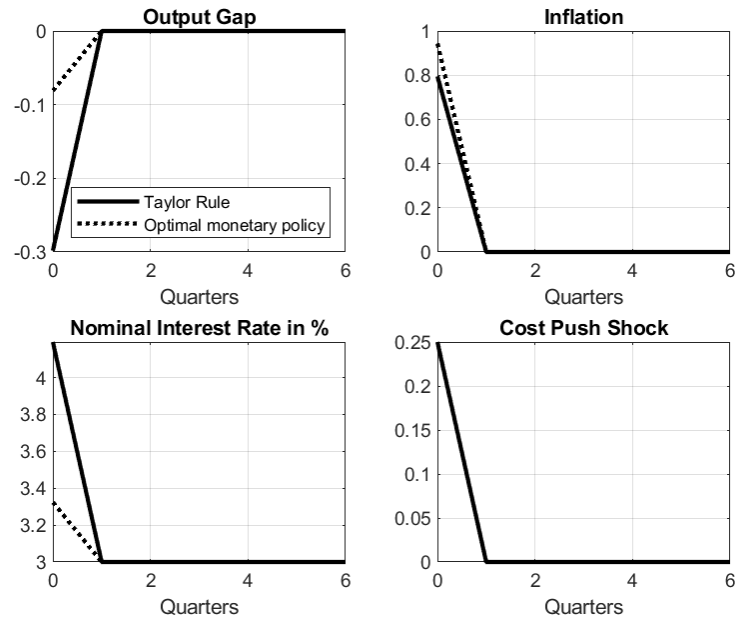 Output Gap
0
-0.1
-0.2
-0.3
Taylor Rule
Optimal monetary policy
0 2 4 6
Quarters
Inflation
1
0.8
0.6
0.4
0.2
0
0 2 4 6
Quarters
Nominal Interest Rate in %
4
3.8
3.6
3.4
3.2
3
0 2 4 6
Quarters
Cost Push Shock
0.25
0.2
0.15
0.1
0.05
0
0 2 4 6
Quarters